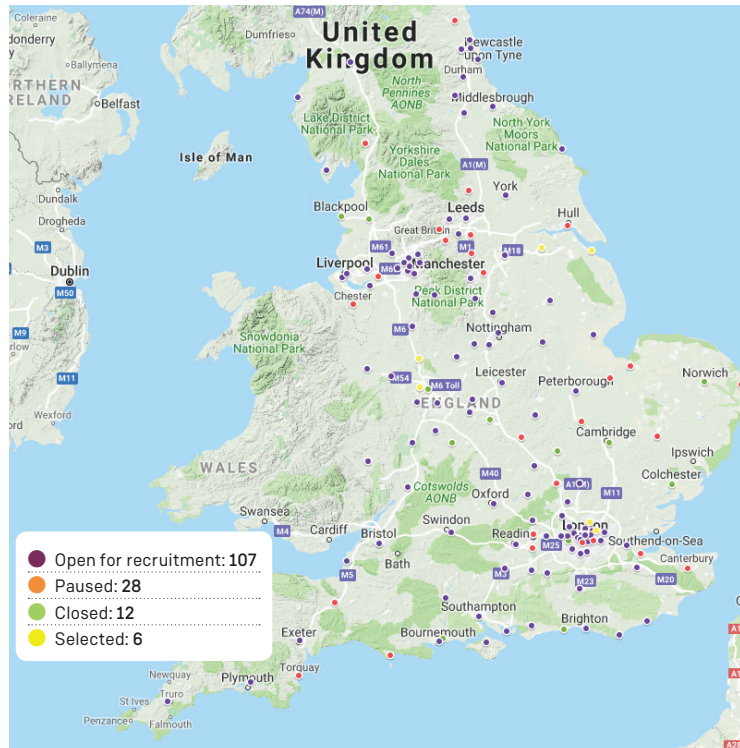 Coleraine
A74(M)
United
Kingdom
Dumfries
Newcastle
upon Tyne
Ballymena
Durham
North
Pennines
AONB
RTHERN
RELAND
Belfast
Middlesbrough
Lake District
National Park
North York
Moors
National Park
Isle of Man
Yorkshire
Dales
National Park
A1(M)
Dundalk
York
Drogheda
Blackpool
Leeds
Hull
Great Britain
M3
M61
M1
M18
Dublin
Liverpool
M6
Manchester
M50
Chester
Peak District
National Park
M9
M6
Snowdonia
National Park
Nottingham
M11
M54
M6 Toll
Leicester
Peterborough
Norwich
ENGLAND
Wexford
Cambridge
WALES
Ipswich
M40
A1(M)
M11
Colchester
Cotswolds
AONB
Oxford
Swansea
M4
Cardiff
Bristol
Swindon
London
Reading
M25
Southend-on-Sea
Bath
M5
M3
M23
M20
Canterbury
Open for recruitment: 107
Paused: 28
Closed: 12
Selected: 6
Southampton
Brighton
Exeter
Bournemouth
Torquay
Newquay
Plymouth
St Ives
Truro
Penzance
Falmouth